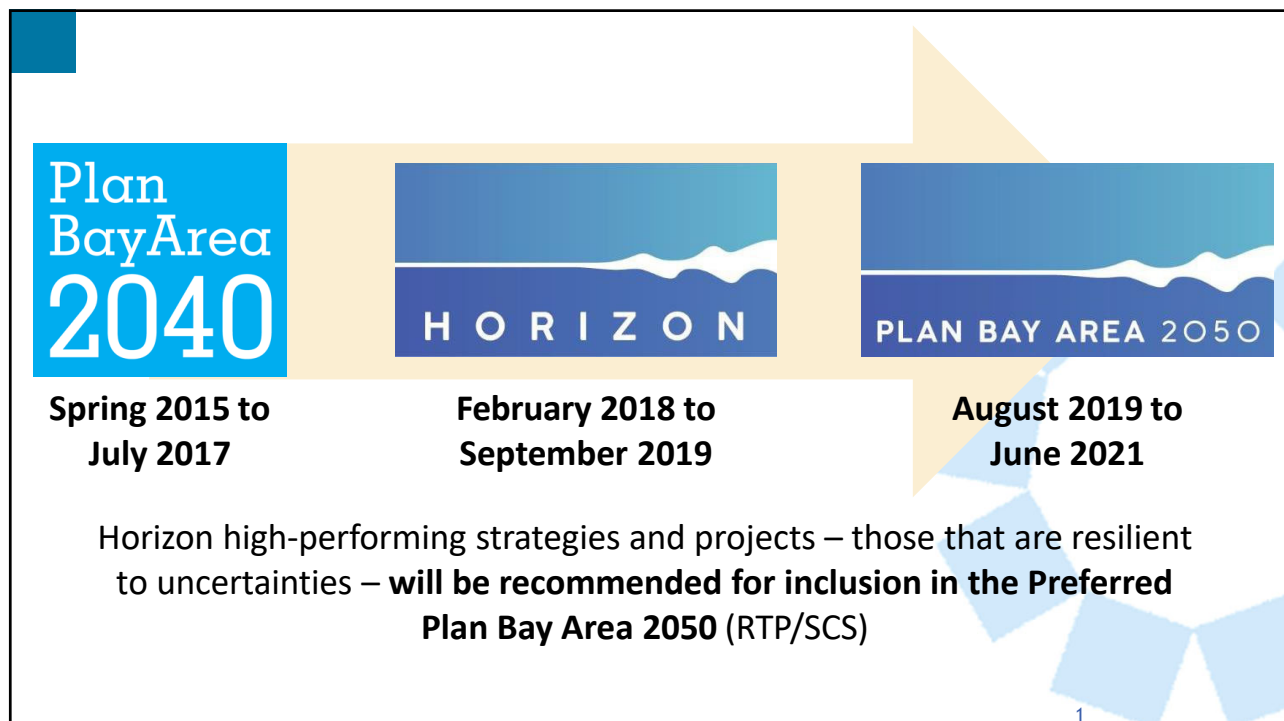 Plan
BayArea
2040
HORIZON
PLAN BAY AREA 2050
Spring 2015 to
July 2017
February 2018 to
September 2019
August 2019 to
June 2021
Horizon high-performing strategies and projects – those that are resilient
to uncertainties – will be recommended for inclusion in the Preferred
Plan Bay Area 2050 (RTP/SCS)
1